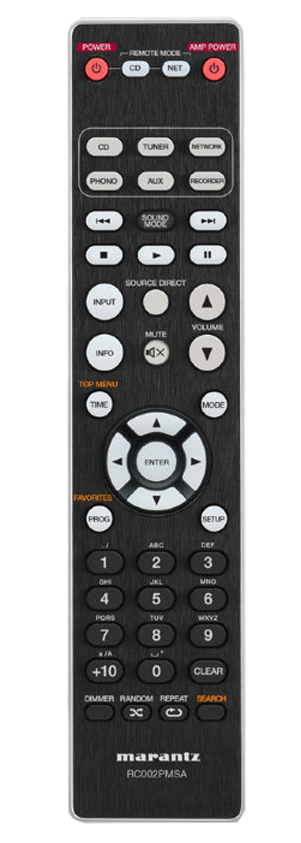 POWER REMOTE MODE AMP POWER
CD NET
CD TUNER NETWORK
PHONO AUX RECORDER
SOUND
MODE
SOURCE DIRECT
INPUT
VOLUME
MUTE
INFO
TOP MENU
TIME MODE
ENTER
FAVORITES
PROG SETUP
./ ABC DEF
1 2 3
GHI JKL MNO
4 5 6
PQRS TUV WXYZ
7 8 9
a/A
+10 0 CLEAR
DIMMER RANDOM REPEAT SEARCH
marantz
RC002PMSA